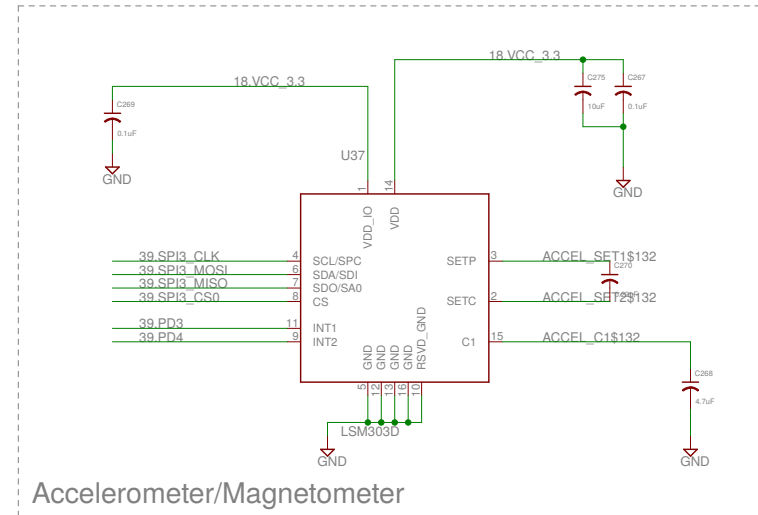 18.VCC_3.3
18.VCC_3.3
C269
0.1uF
GND
C275
10uF
C267
0.1uF
GND
U37
1
14
VDD_IO
VDD
39.SPI3_CLK 4 SCL/SPC
39.SPI3_MOSI 6 SDA/SDI
39.SPI3_MISO 7 SDO/SA0
39.SPI3_CS0 8 CS
39.PD3 11 INT1
39.PD4 9 INT2
SETP 3 ACCEL_SET1$132
C270
SETC 2 ACCEL_SET2$132
C1 15 ACCEL_C1$132
C268
4.7uF
GND
GND
GND
GND
GND
RSVD_GND
5
12
13
16
10
LSM303D
GND
Accelerometer/Magnetometer